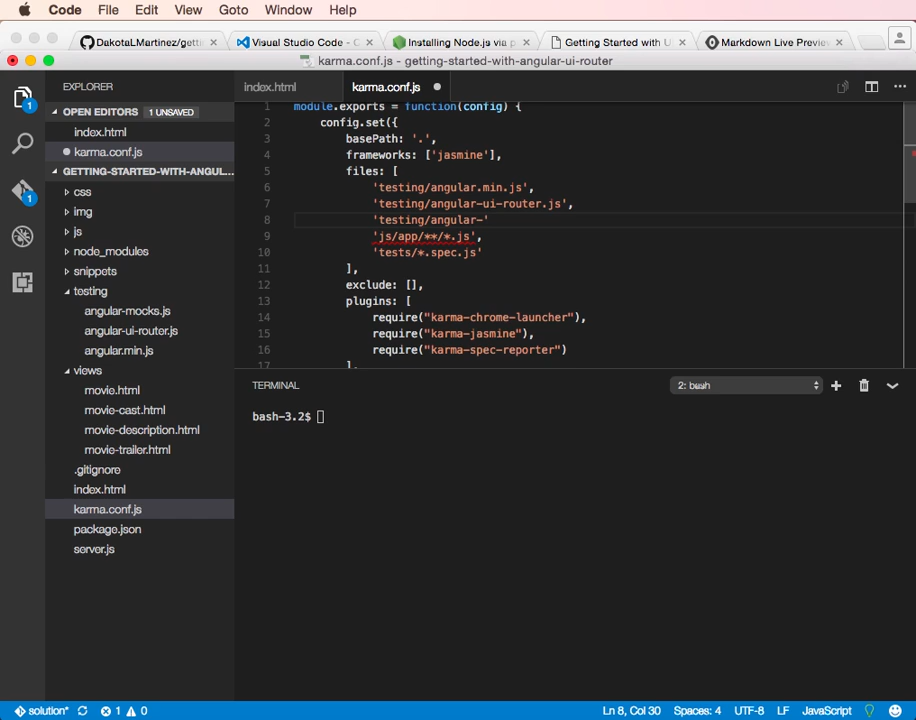 Code File Edit View Goto Window Help
DakotaLMartinez/getti Visual Studio Code - C Installing Node.js via p Getting Started with U Markdown Live Preview
karma.conf.js - getting-started-with-angular-ui-router
EXPLORER
OPEN EDITORS 1 UNSAVED
index.html
karma.conf.js
GETTING-STARTED-WITH-ANGUL...
css
img
js
node_modules
snippets
testing
angular-mocks.js
angular-ui-router.js
angular.min.js
views
movie.html
movie-cast.html
movie-description.html
movie-trailer.html
.gitignore
index.html
karma.conf.js
package.json
server.js
1
1
index.html karma.conf.js
1 module.exports = function(config) {
2 config.set({
3 basePath: '.',
4 frameworks: ['jasmine'],
5 files: [
6 'testing/angular.min.js',
7 'testing/angular-ui-router.js',
8 'testing/angular-'
9 'js/app/**/*.js',
10 'tests/*.spec.js'
11 ],
12 exclude: [],
13 plugins: [
14 require("karma-chrome-launcher"),
15 require("karma-jasmine"),
16 require("karma-spec-reporter")
17 ],
TERMINAL 2: bash
bash-3.2$
solution* 1 0 Ln 8, Col 30 Spaces: 4 UTF-8 LF JavaScript